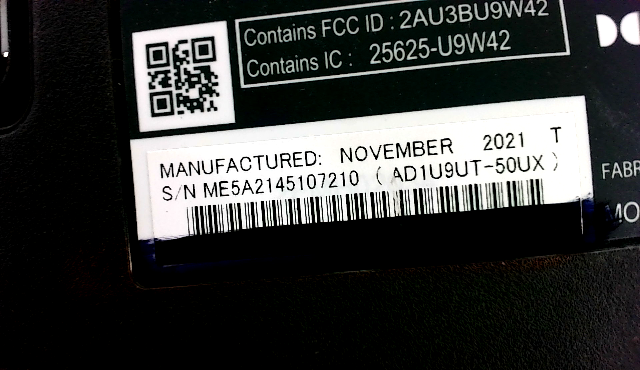 Contains FCC ID : 2AU3BU9W42
Contains IC : 25625-U9W42
MANUFACTURED: NOVEMBER 2021 T
S/N ME5A2145107210 ( AD1U9UT-50UX )
FABR
MO